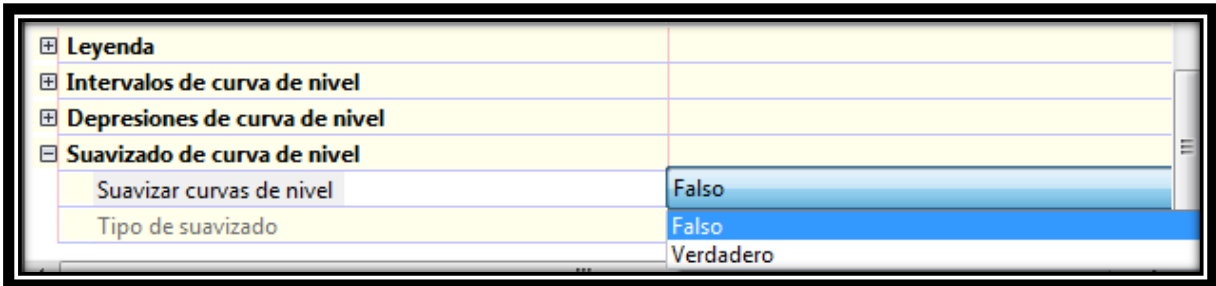 Leyenda
Intervalos de curva de nivel
Depresiones de curva de nivel
Suavizado de curva de nivel
Suavizar curvas de nivel Falso
Tipo de suavizado Falso
Verdadero